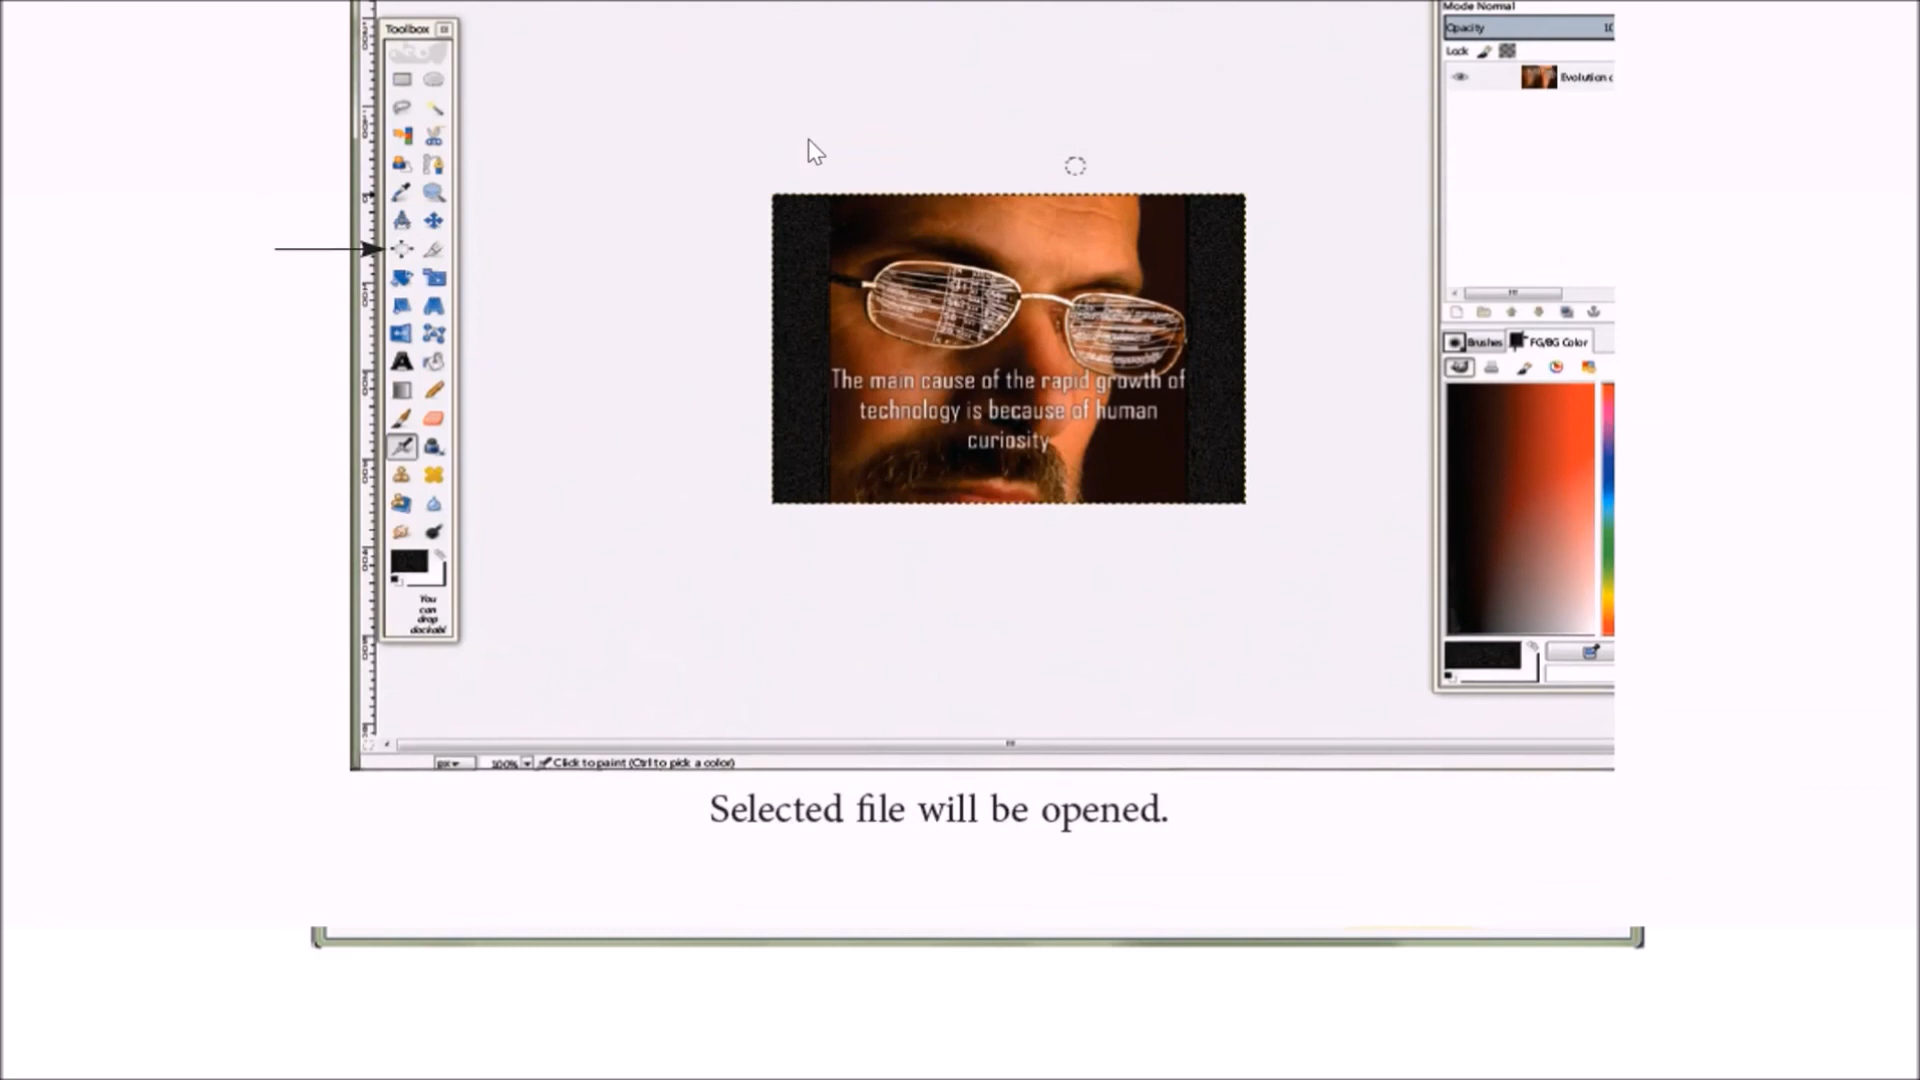 Mode Normal
Toolbox
Opacity
Lock
Evolution
Brushes
FG/BG Color
The main cause of the rapid growth of
technology is because of human
curiosity
You
can
drop
dockabl
px
100%
Click to paint (Ctrl to pick a color)
Selected file will be opened.